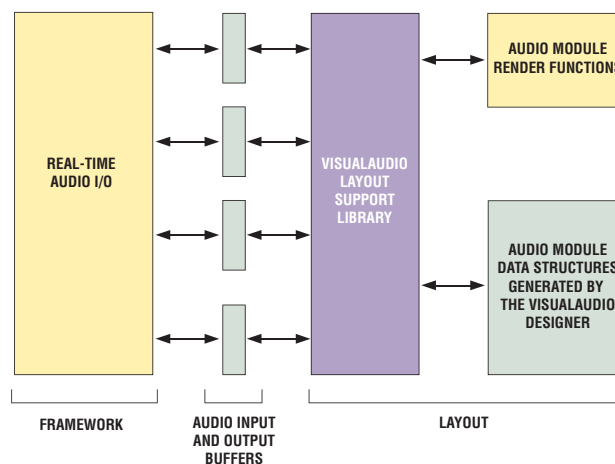 REAL-TIME
AUDIO I/O
VISUALAUDIO
LAYOUT
SUPPORT
LIBRARY
AUDIO MODULE
RENDER FUNCTIONS
AUDIO MODULE
DATA STRUCTURES
GENERATED BY
THE VISUALAUDIO
DESIGNER
FRAMEWORK
AUDIO INPUT
AND OUTPUT
BUFFERS
LAYOUT